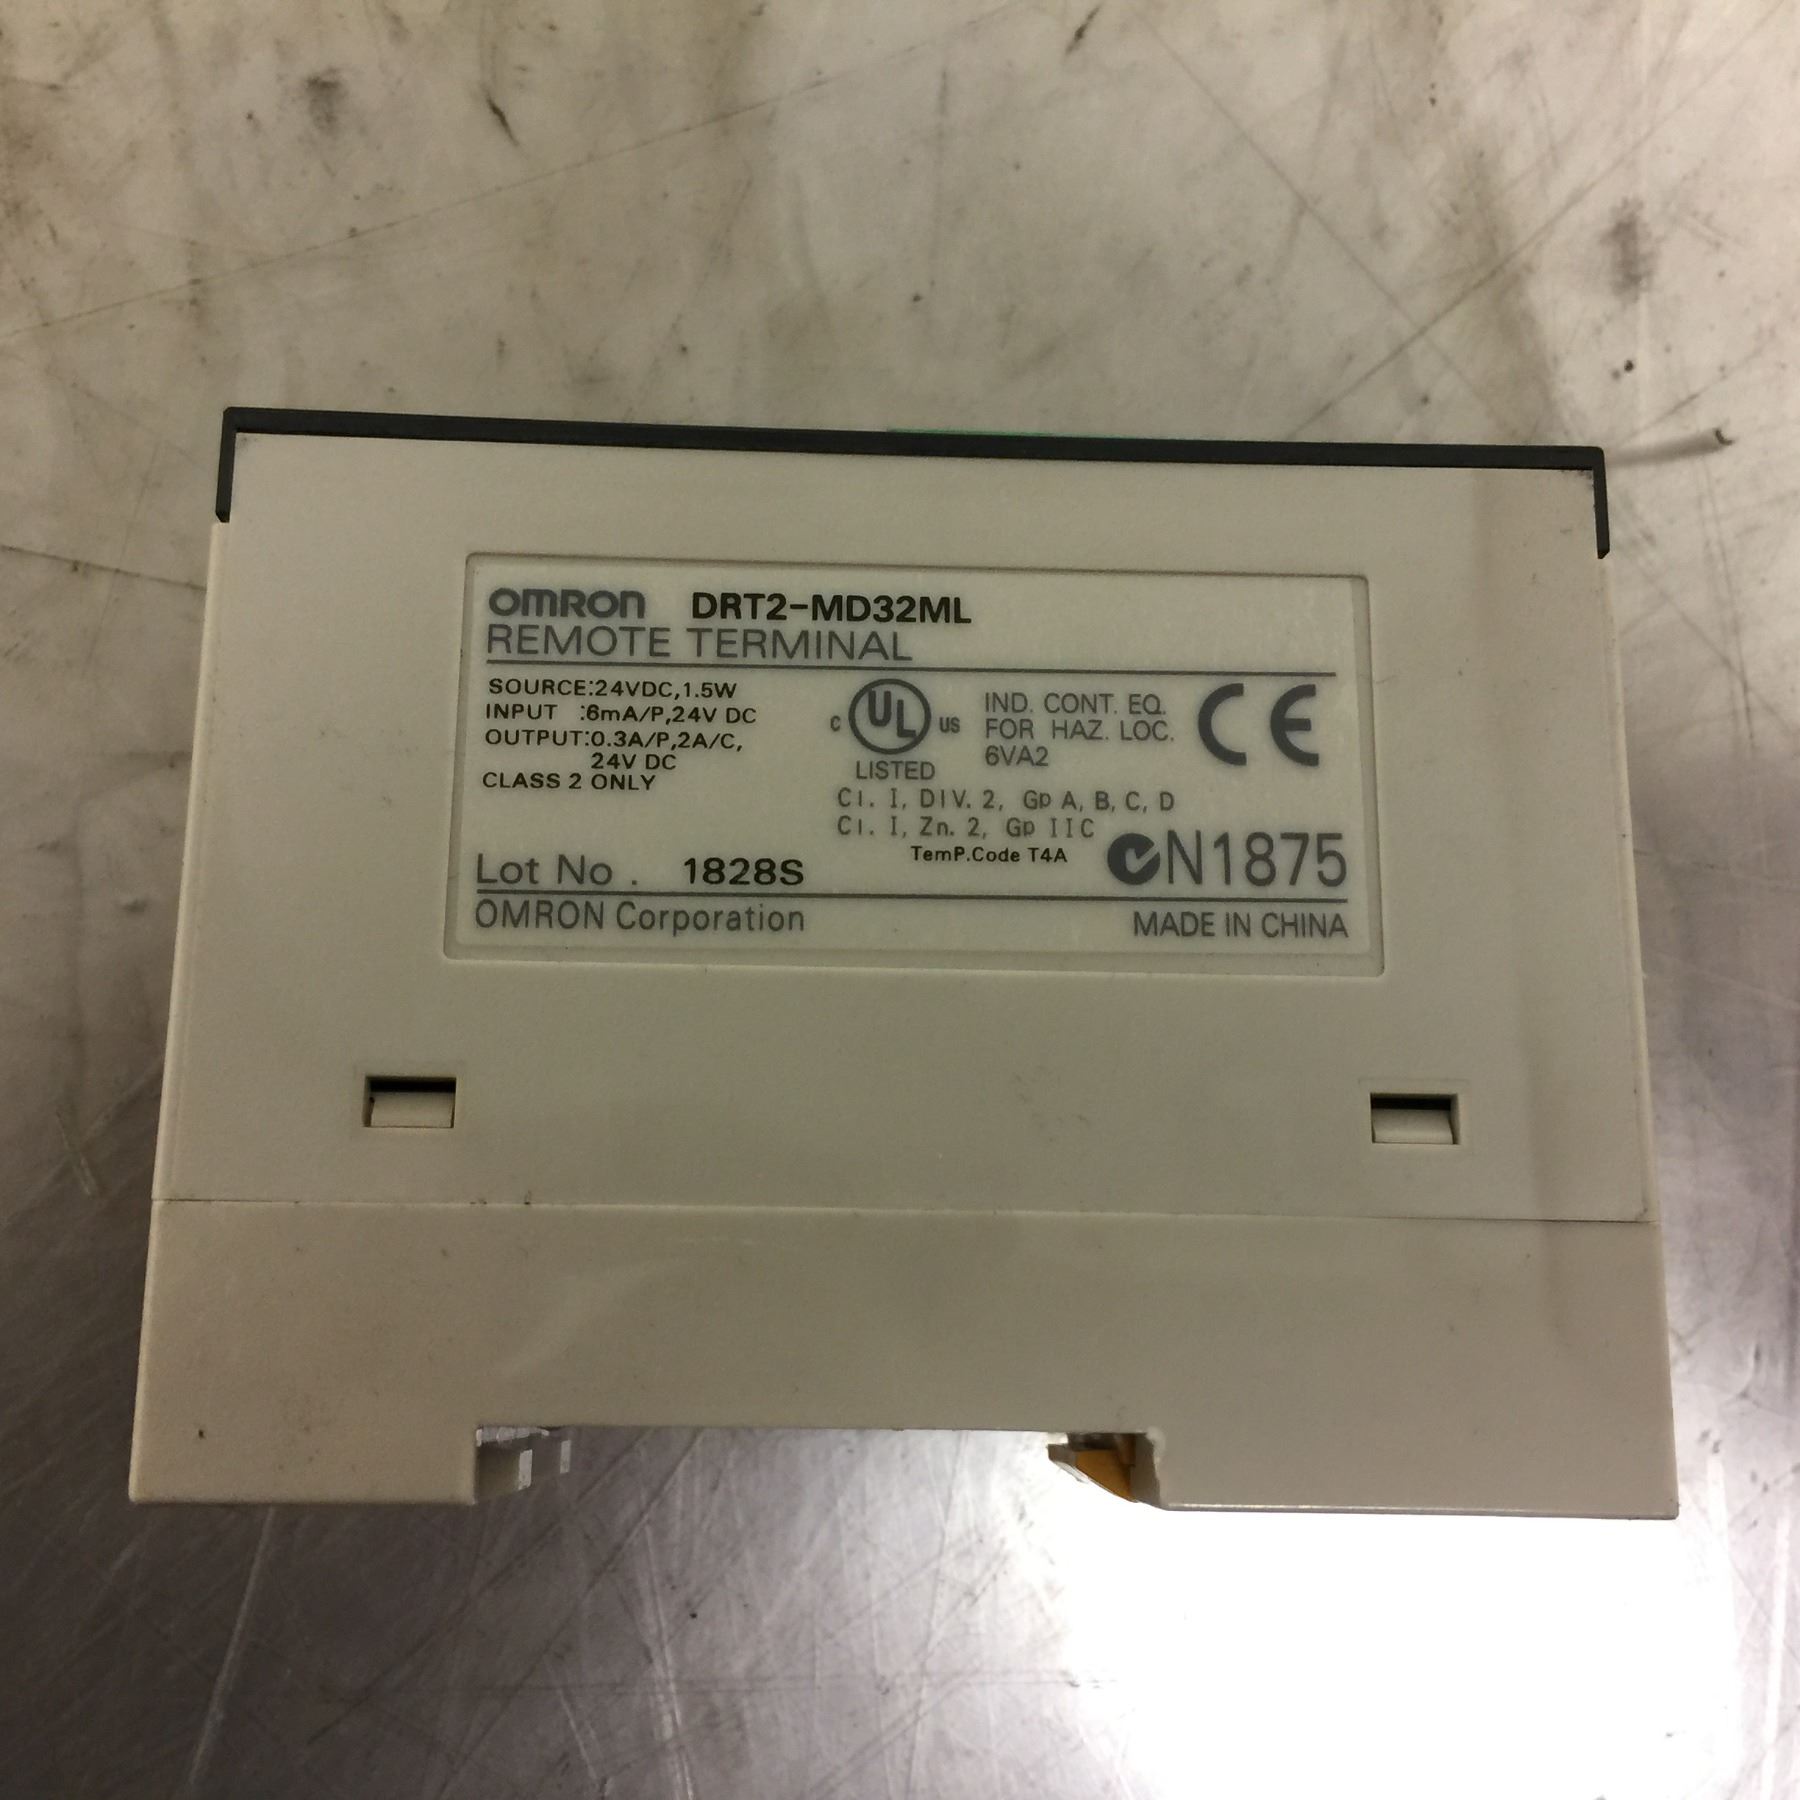 OMRON DRT2-MD32ML
REMOTE TERMINAL
SOURCE:24VDC,1.5W
INPUT :6mA/P,24V DC
OUTPUT:0.3A/P,2A/C,
24V DC
CLASS 2 ONLY
C UL US
LISTED
IND. CONT. EQ.
FOR HAZ. LOC.
6VA2
CE
Cl. I, DIV. 2, Gp A, B, C, D
Cl. I, Zn. 2, Gp IIC
TemP.Code T4A
N1875
Lot No. 1828S
OMRON Corporation
MADE IN CHINA